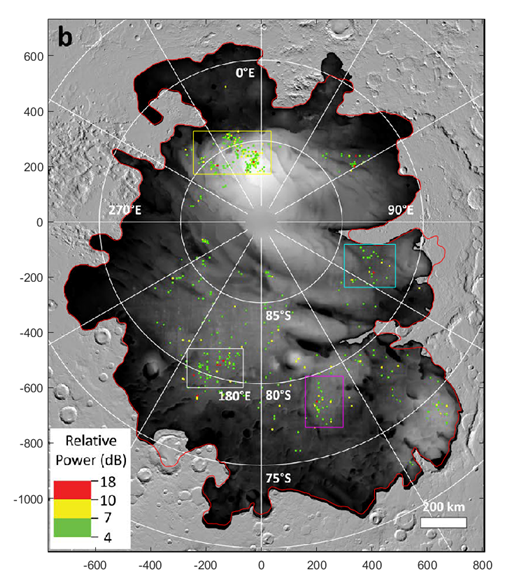 b
600
400
200
0
-200
-400
-600
-800
-1000
0°E
270°E
90°E
85°S
180°E
80°S
75°S
Relative
Power (dB)
18
10
7
4
200 km
-600 -400 -200 0 200 400 600 800